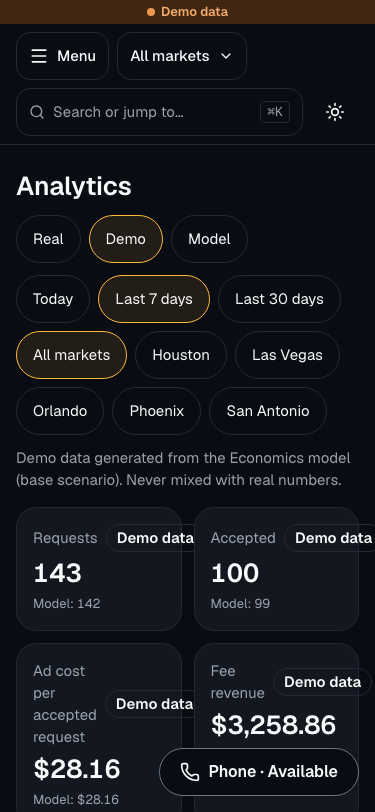 Demo data
Menu
All markets
Search or jump to...
⌘K
Analytics
Real
Demo
Model
Today
Last 7 days
Last 30 days
All markets
Houston
Las Vegas
Orlando
Phoenix
San Antonio
Demo data generated from the Economics model
(base scenario). Never mixed with real numbers.
Requests
Demo data
143
Model: 142
Accepted
Demo data
100
Model: 99
Ad cost
per
accepted
request
Demo data
$28.16
Model: $28.16
Fee
revenue
Demo data
$3,258.86
Phone · Available